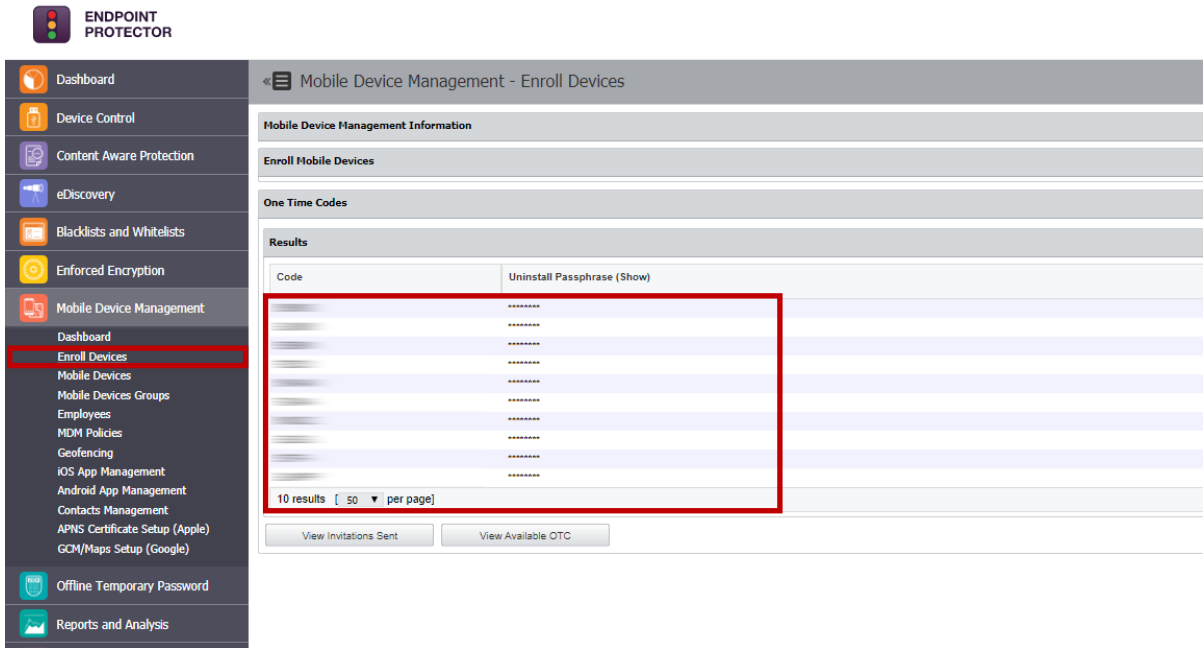 ENDPOINT
PROTECTOR
Dashboard
Device Control
Content Aware Protection
eDiscovery
Blacklists and Whitelists
Enforced Encryption
Mobile Device Management
Dashboard
Enroll Devices
Mobile Devices
Mobile Devices Groups
Employees
MDM Policies
Geofencing
iOS App Management
Android App Management
Contacts Management
APNS Certificate Setup (Apple)
GCM/Maps Setup (Google)
Offline Temporary Password
Reports and Analysis
« Mobile Device Management - Enroll Devices
Mobile Device Management Information
Enroll Mobile Devices
One Time Codes
Results
Code Uninstall Passphrase (Show)
********
********
********
********
********
********
********
********
********
********
10 results [ 50 ▼ per page]
View Invitations Sent View Available OTC